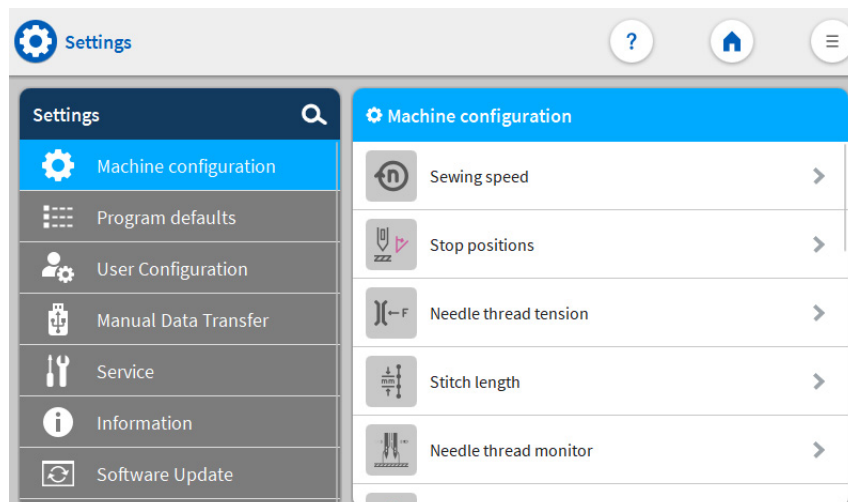 Settings
?
Settings
Machine configuration
Program defaults
User Configuration
Manual Data Transfer
Service
Information
Software Update
Machine configuration
n
Sewing speed
Stop positions
F
Needle thread tension
mm
Stitch length
Needle thread monitor